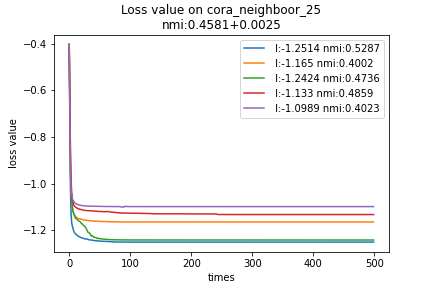 Loss value on cora_neighboor_25
nmi:0.4581+0.0025
l:-1.2514 nmi:0.5287
l:-1.165 nmi:0.4002
l:-1.2424 nmi:0.4736
l:-1.133 nmi:0.4859
l:-1.0989 nmi:0.4023
loss value
−0.4
−0.6
−0.8
−1.0
−1.2
0 100 200 300 400 500
times